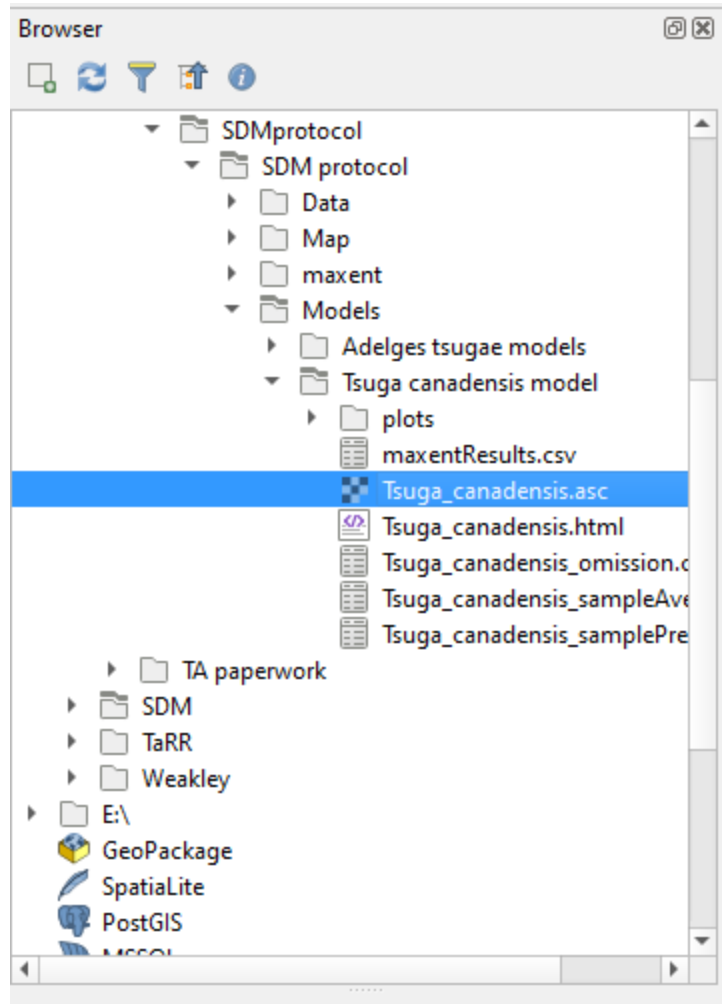 Browser
SDMprotocol
SDM protocol
Data
Map
maxent
Models
Adelges tsugae models
Tsuga canadensis model
plots
maxentResults.csv
Tsuga_canadensis.asc
Tsuga_canadensis.html
Tsuga_canadensis_omission.c
Tsuga_canadensis_sampleAve
Tsuga_canadensis_samplePre
TA paperwork
SDM
TaRR
Weakley
E:\
GeoPackage
SpatiaLite
PostGIS